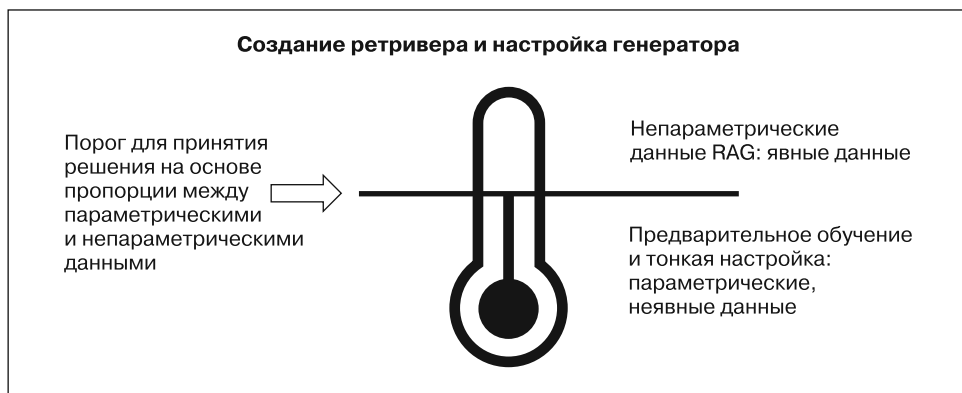 Создание ретривера и настройка генератора
Порог для принятия
решения на основе
пропорции между
параметрическими
и непараметрическими
данными
Непараметрические
данные RAG: явные данные
Предварительное обучение
и тонкая настройка:
параметрические,
неявные данные